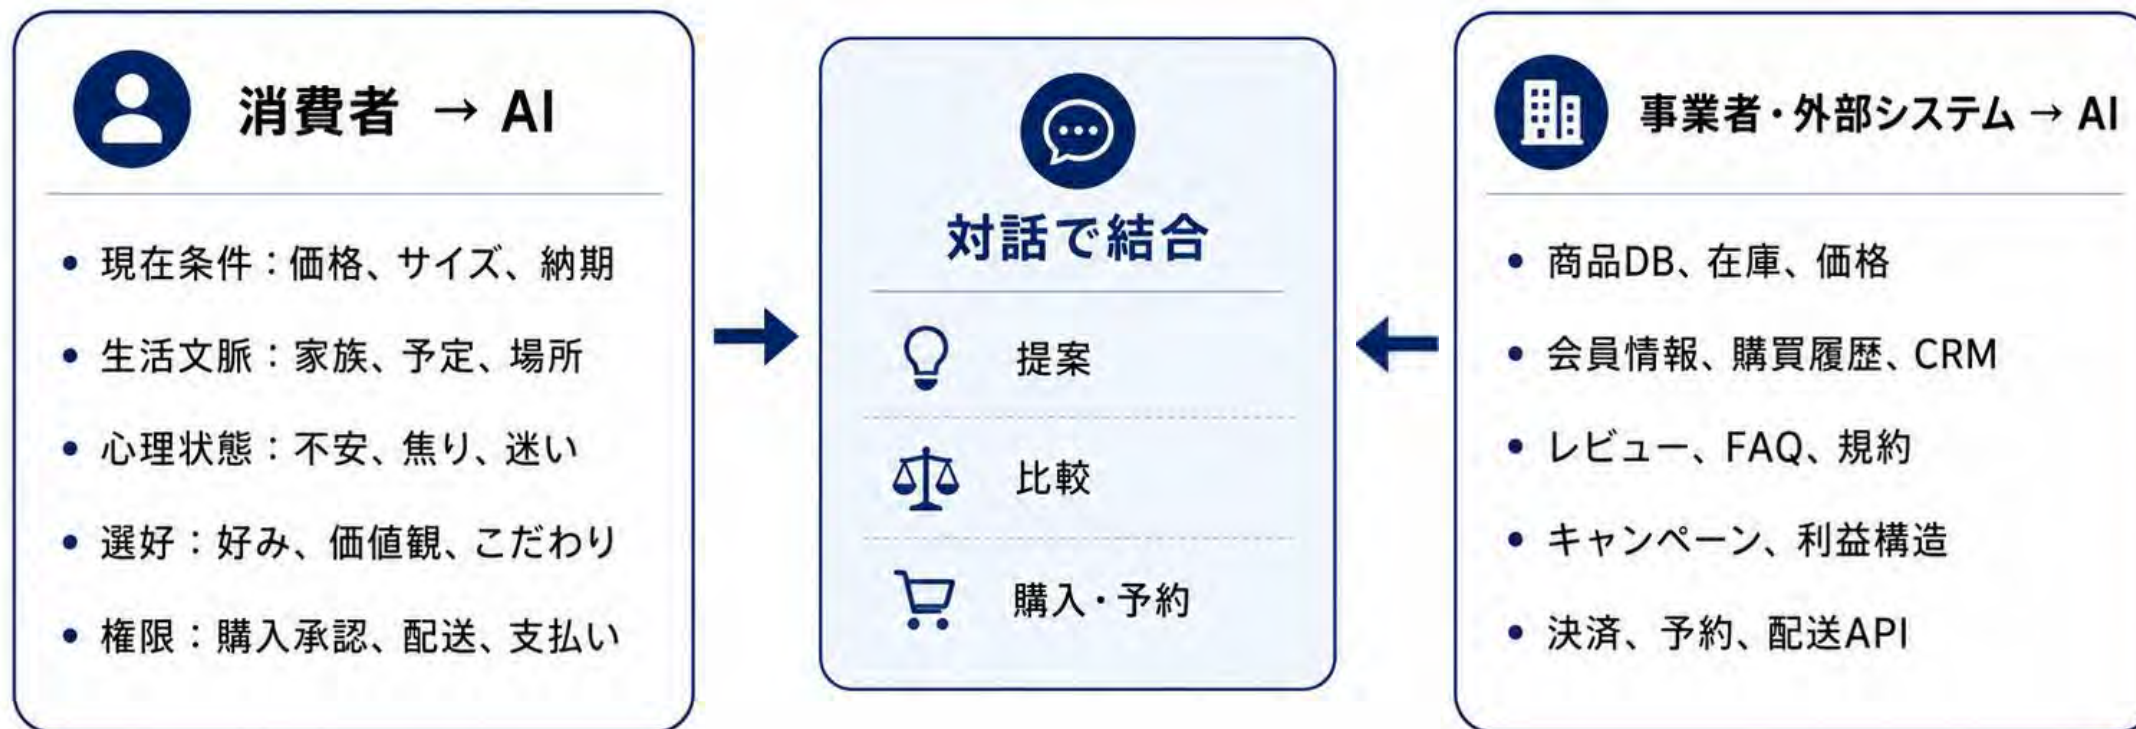 消費者 → AI
• 現在条件：価格、サイズ、納期
• 生活文脈：家族、予定、場所
• 心理状態：不安、焦り、迷い
• 選好：好み、価値観、こだわり
• 権限：購入承認、配送、支払い
対話で結合
提案
比較
購入・予約
事業者・外部システム → AI
• 商品DB、在庫、価格
• 会員情報、購買履歴、CRM
• レビュー、FAQ、規約
• キャンペーン、利益構造
• 決済、予約、配送API